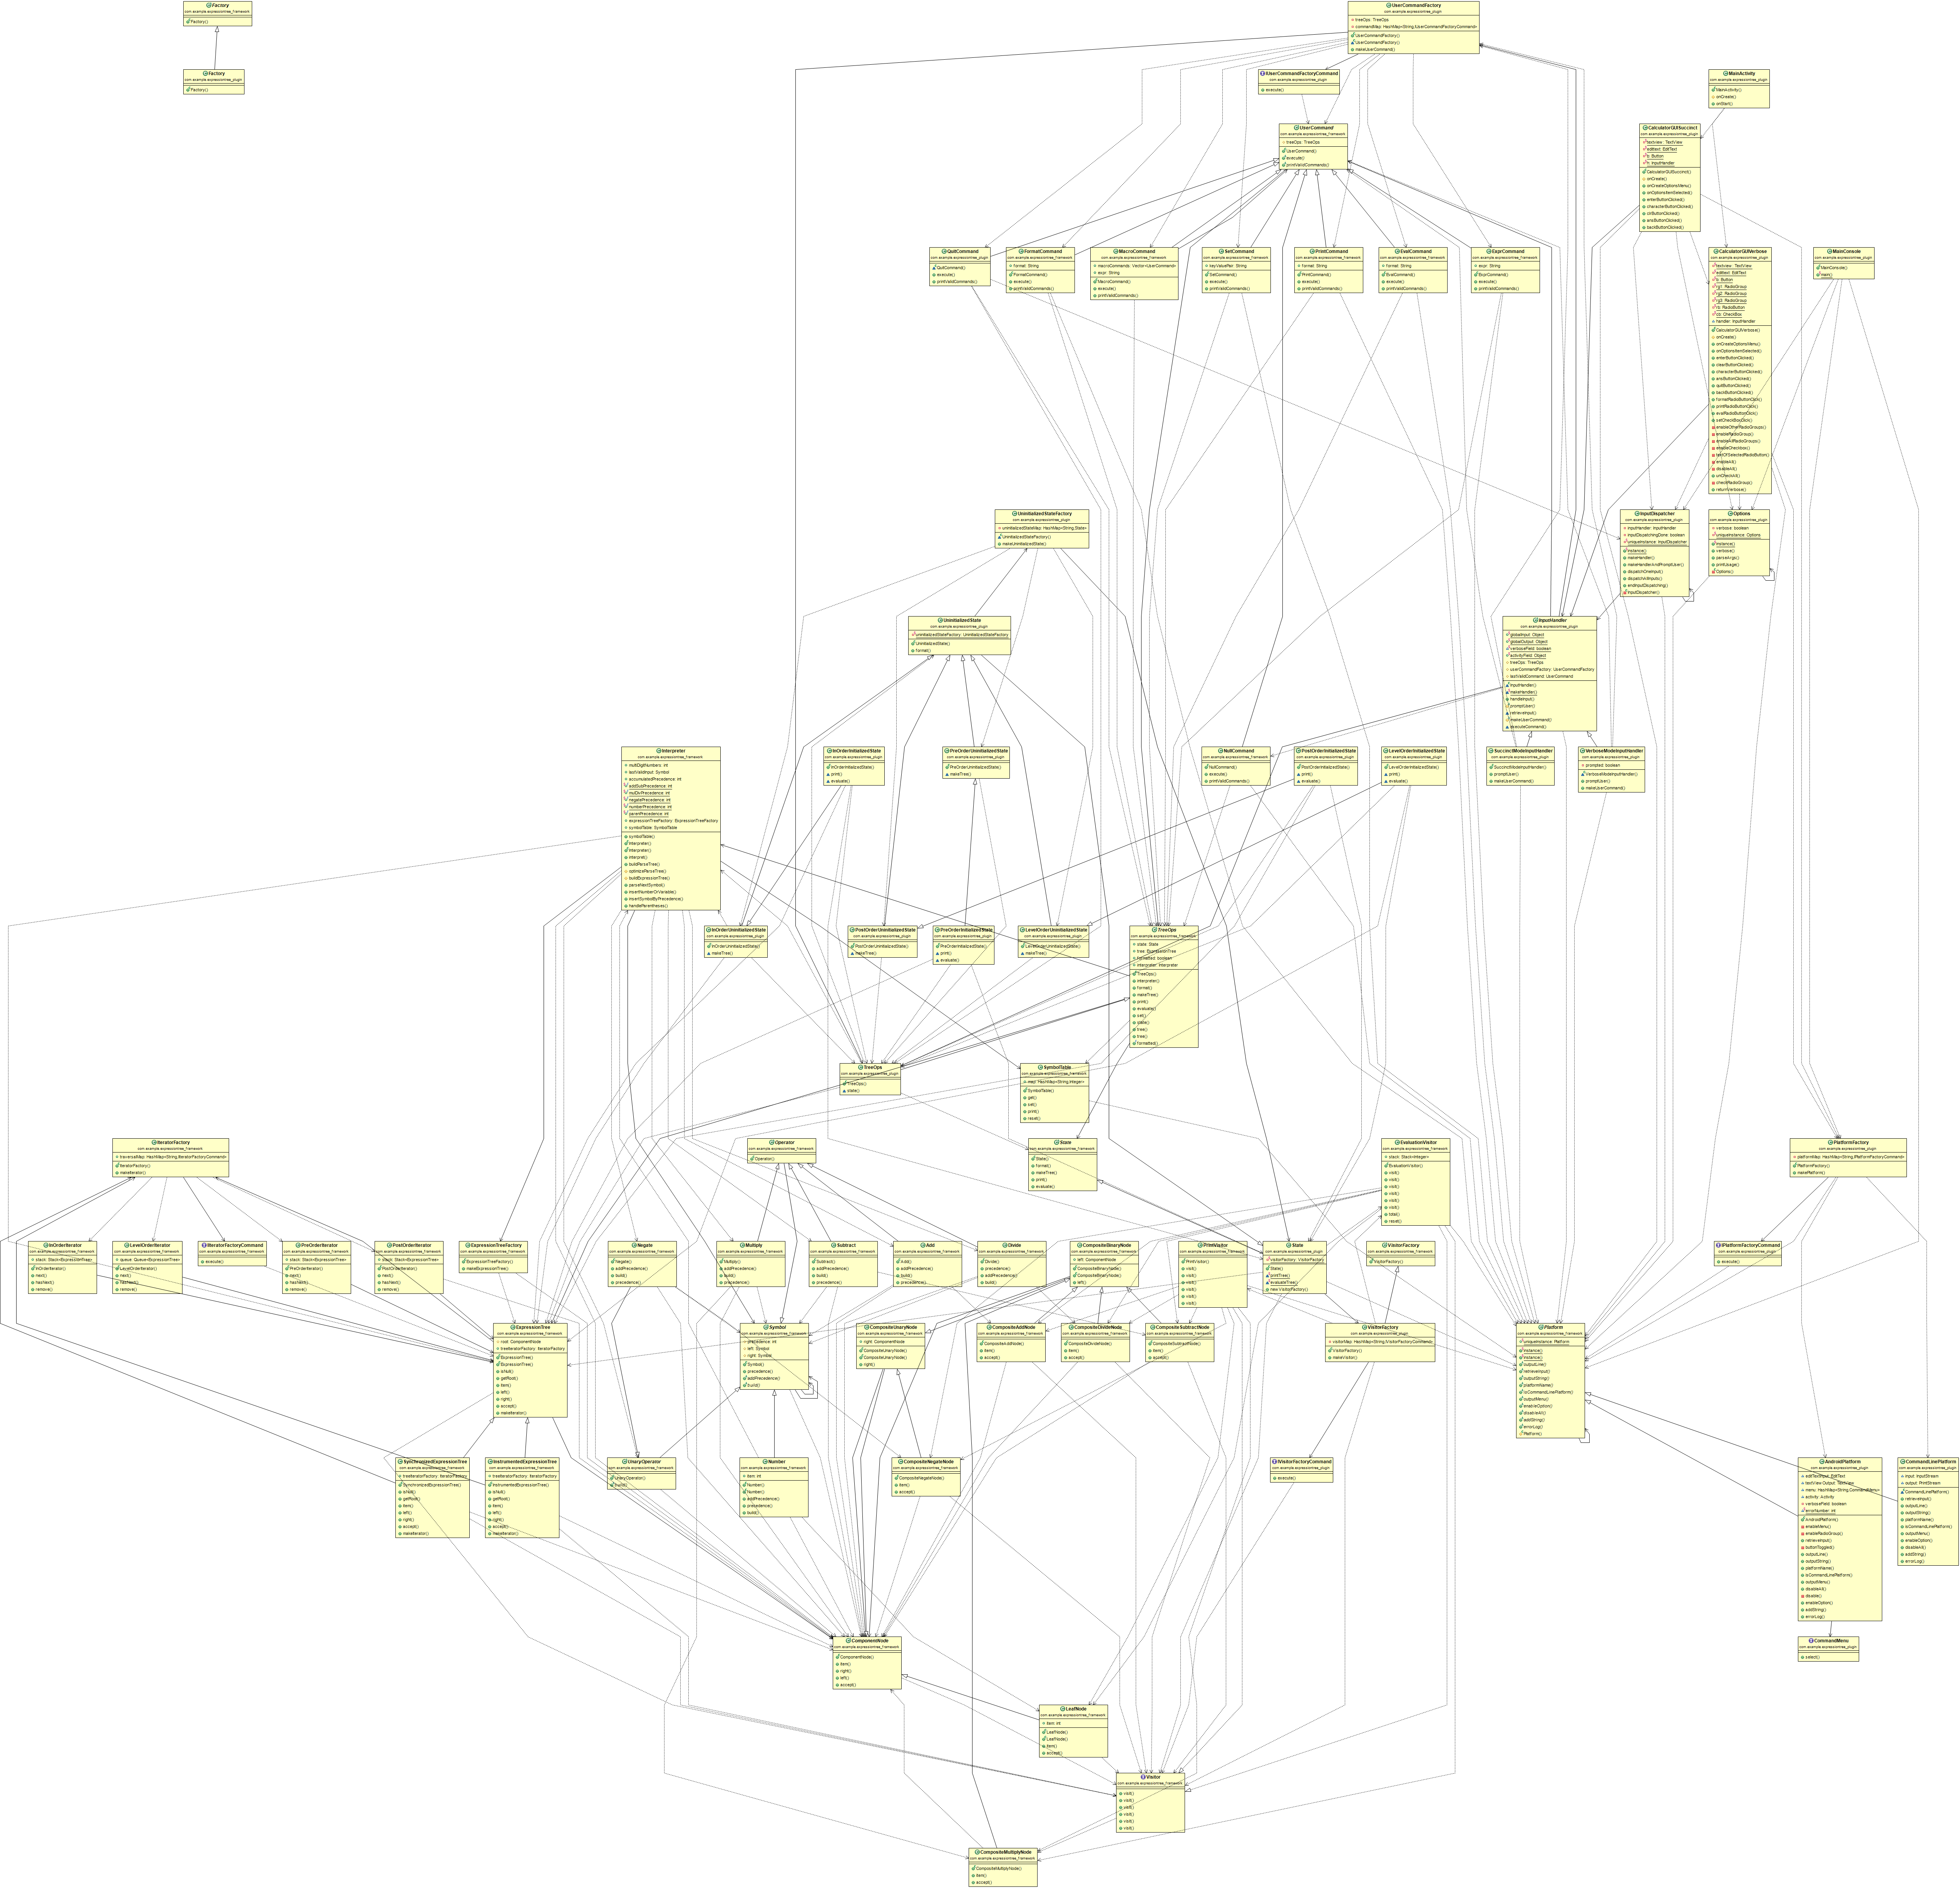 Factory
com.example.expressiontree_framework
Factory()
Factory
com.example.expressiontree_plugin
Factory()
UserCommandFactory
com.example.expressiontree_plugin
treeOps: TreeOps
commandMap: HashMap<String,IUserCommandFactoryCommand>
UserCommandFactory()
UserCommandFactory()
makeUserCommand()
IUserCommandFactoryCommand
com.example.expressiontree_plugin
execute()
MainActivity
com.example.expressiontree_plugin
MainActivity()
onCreate()
onStart()
UserCommand
com.example.expressiontree_framework
treeOps: TreeOps
UserCommand()
execute()
printValidCommands()
CalculatorGUISuccinct
com.example.expressiontree_plugin
textview: TextView
edittext: EditText
b: Button
h: InputHandler
CalculatorGUISuccinct()
onCreate()
onCreateOptionsMenu()
onOptionsItemSelected()
enterButtonClicked()
characterButtonClicked()
clrButtonClicked()
ansButtonClicked()
backButtonClicked()
QuitCommand
com.example.expressiontree_plugin
QuitCommand()
execute()
printValidCommands()
FormatCommand
com.example.expressiontree_framework
format: String
FormatCommand()
execute()
printValidCommands()
MacroCommand
com.example.expressiontree_framework
macroCommands: Vector<UserCommand>
expr: String
MacroCommand()
execute()
printValidCommands()
SetCommand
com.example.expressiontree_framework
keyValuePair: String
SetCommand()
execute()
printValidCommands()
PrintCommand
com.example.expressiontree_framework
format: String
PrintCommand()
execute()
printValidCommands()
EvalCommand
com.example.expressiontree_framework
format: String
EvalCommand()
execute()
printValidCommands()
ExprCommand
com.example.expressiontree_framework
expr: String
ExprCommand()
execute()
printValidCommands()
CalculatorGUIVerbose
com.example.expressiontree_plugin
textview: TextView
edittext: EditText
b: Button
rg1: RadioGroup
rg2: RadioGroup
rg3: RadioGroup
rb: RadioButton
cb: CheckBox
handler: InputHandler
CalculatorGUIVerbose()
onCreate()
onCreateOptionsMenu()
onOptionsItemSelected()
enterButtonClicked()
clearButtonClicked()
characterButtonClicked()
ansButtonClicked()
quitButtonClicked()
backButtonClicked()
formatRadioButtonClick()
printRadioButtonClick()
evalRadioButtonClick()
setCheckBoxClick()
enableOtherRadioGroups()
enableRadioGroup()
enableAllRadioGroups()
enableCheckbox()
textOfSelectedRadioButton()
enableAll()
disableAll()
unCheckAll()
checkRadioGroup()
returnVerbose()
MainConsole
com.example.expressiontree_plugin
MainConsole()
main()
UninitializedStateFactory
com.example.expressiontree_plugin
uninitializedStateMap: HashMap<String,State>
UninitializedStateFactory()
makeUninitializedState()
InputDispatcher
com.example.expressiontree_plugin
inputHandler: InputHandler
inputDispatchingDone: boolean
uniqueInstance: InputDispatcher
instance()
makeHandler()
makeHandlerAndPromptUser()
dispatchOneInput()
dispatchAllInputs()
endInputDispatching()
InputDispatcher()
Options
com.example.expressiontree_plugin
verbose: boolean
uniqueInstance: Options
instance()
verbose()
parseArgs()
printUsage()
Options()
UninitializedState
com.example.expressiontree_plugin
uninitializedStateFactory: UninitializedStateFactory
UninitializedState()
format()
InputHandler
com.example.expressiontree_plugin
globalInput: Object
globalOutput: Object
verboseField: boolean
activityField: Object
treeOps: TreeOps
userCommandFactory: UserCommandFactory
lastValidCommand: UserCommand
InputHandler()
makeHandler()
handleInput()
promptUser()
retrieveInput()
makeUserCommand()
executeCommand()
Interpreter
com.example.expressiontree_framework
multiDigitNumbers: int
lastValidInput: Symbol
accumulatedPrecedence: int
addSubPrecedence: int
mulDivPrecedence: int
negatePrecedence: int
numberPrecedence: int
parenPrecedence: int
expressionTreeFactory: ExpressionTreeFactory
symbolTable: SymbolTable
symbolTable()
Interpreter()
Interpreter()
interpret()
buildParseTree()
optimizeParseTree()
buildExpressionTree()
parseNextSymbol()
insertNumberOrVariable()
insertSymbolByPrecedence()
handleParentheses()
InOrderInitializedState
com.example.expressiontree_plugin
InOrderInitializedState()
print()
evaluate()
PreOrderUninitializedState
com.example.expressiontree_plugin
PreOrderUninitializedState()
makeTree()
NullCommand
com.example.expressiontree_framework
NullCommand()
execute()
printValidCommands()
PostOrderInitializedState
com.example.expressiontree_plugin
PostOrderInitializedState()
print()
evaluate()
LevelOrderInitializedState
com.example.expressiontree_plugin
LevelOrderInitializedState()
print()
evaluate()
SuccinctModeInputHandler
com.example.expressiontree_plugin
SuccinctModeInputHandler()
promptUser()
makeUserCommand()
VerboseModeInputHandler
com.example.expressiontree_plugin
prompted: boolean
VerboseModeInputHandler()
promptUser()
makeUserCommand()
InOrderUninitializedState
com.example.expressiontree_plugin
InOrderUninitializedState()
makeTree()
PostOrderUninitializedState
com.example.expressiontree_plugin
PostOrderUninitializedState()
makeTree()
PreOrderInitializedState
com.example.expressiontree_plugin
PreOrderInitializedState()
print()
evaluate()
LevelOrderUninitializedState
com.example.expressiontree_plugin
LevelOrderUninitializedState()
makeTree()
TreeOps
com.example.expressiontree_framework
state: State
tree: ExpressionTree
formatted: boolean
interpreter: Interpreter
TreeOps()
interpreter()
format()
makeTree()
print()
evaluate()
set()
state()
tree()
tree()
formatted()
TreeOps
com.example.expressiontree_plugin
TreeOps()
state()
SymbolTable
com.example.expressiontree_framework
map: HashMap<String,Integer>
SymbolTable()
get()
set()
print()
reset()
IteratorFactory
com.example.expressiontree_framework
traversalMap: HashMap<String,IteratorFactoryCommand>
IteratorFactory()
makeIterator()
Operator
com.example.expressiontree_framework
Operator()
State
com.example.expressiontree_framework
State()
format()
makeTree()
print()
evaluate()
EvaluationVisitor
com.example.expressiontree_framework
stack: Stack<Integer>
EvaluationVisitor()
visit()
visit()
visit()
visit()
visit()
visit()
total()
reset()
PlatformFactory
com.example.expressiontree_plugin
platformMap: HashMap<String,IPlatformFactoryCommand>
PlatformFactory()
makePlatform()
InOrderIterator
com.example.expressiontree_framework
stack: Stack<ExpressionTree>
InOrderIterator()
next()
hasNext()
remove()
LevelOrderIterator
com.example.expressiontree_framework
queue: Queue<ExpressionTree>
LevelOrderIterator()
next()
hasNext()
remove()
IIteratorFactoryCommand
com.example.expressiontree_framework
execute()
PreOrderIterator
com.example.expressiontree_framework
stack: Stack<ExpressionTree>
PreOrderIterator()
next()
hasNext()
remove()
PostOrderIterator
com.example.expressiontree_framework
stack: Stack<ExpressionTree>
PostOrderIterator()
next()
hasNext()
remove()
ExpressionTreeFactory
com.example.expressiontree_framework
ExpressionTreeFactory()
makeExpressionTree()
Negate
com.example.expressiontree_framework
Negate()
addPrecedence()
build()
precedence()
Multiply
com.example.expressiontree_framework
Multiply()
addPrecedence()
build()
precedence()
Subtract
com.example.expressiontree_framework
Subtract()
addPrecedence()
build()
precedence()
Add
com.example.expressiontree_framework
Add()
addPrecedence()
build()
precedence()
Divide
com.example.expressiontree_framework
Divide()
precedence()
addPrecedence()
build()
CompositeBinaryNode
com.example.expressiontree_framework
left: ComponentNode
CompositeBinaryNode()
CompositeBinaryNode()
left()
PrintVisitor
com.example.expressiontree_framework
PrintVisitor()
visit()
visit()
visit()
visit()
visit()
visit()
State
com.example.expressiontree_plugin
visitorFactory: VisitorFactory
State()
printTree()
evaluateTree()
newVisitorFactory()
VisitorFactory
com.example.expressiontree_framework
VisitorFactory()
IPlatformFactoryCommand
com.example.expressiontree_plugin
execute()
ExpressionTree
com.example.expressiontree_framework
root: ComponentNode
treeIteratorFactory: IteratorFactory
ExpressionTree()
ExpressionTree()
isNull()
getRoot()
item()
left()
right()
accept()
makeIterator()
Symbol
com.example.expressiontree_framework
precedence: int
left: Symbol
right: Symbol
Symbol()
precedence()
addPrecedence()
build()
CompositeUnaryNode
com.example.expressiontree_framework
right: ComponentNode
CompositeUnaryNode()
CompositeUnaryNode()
right()
CompositeAddNode
com.example.expressiontree_framework
CompositeAddNode()
item()
accept()
CompositeDivideNode
com.example.expressiontree_framework
CompositeDivideNode()
item()
accept()
CompositeSubtractNode
com.example.expressiontree_framework
CompositeSubtractNode()
item()
accept()
VisitorFactory
com.example.expressiontree_plugin
visitorMap: HashMap<String,VisitorFactoryCommand>
VisitorFactory()
makeVisitor()
Platform
com.example.expressiontree_framework
uniqueInstance: Platform
instance()
instance()
outputLine()
retrieveInput()
outputString()
platformName()
isCommandLinePlatform()
outputMenu()
enableOption()
disableAll()
addString()
errorLog()
Platform()
SynchronizedExpressionTree
com.example.expressiontree_framework
treeIteratorFactory: IteratorFactory
SynchronizedExpressionTree()
isNull()
getRoot()
item()
left()
right()
accept()
makeIterator()
InstrumentedExpressionTree
com.example.expressiontree_framework
treeIteratorFactory: IteratorFactory
InstrumentedExpressionTree()
isNull()
getRoot()
item()
left()
right()
accept()
makeIterator()
UnaryOperator
com.example.expressiontree_framework
UnaryOperator()
build()
Number
com.example.expressiontree_framework
item: int
Number()
Number()
addPrecedence()
precedence()
build()
CompositeNegateNode
com.example.expressiontree_framework
CompositeNegateNode()
item()
accept()
IVisitorFactoryCommand
com.example.expressiontree_plugin
execute()
AndroidPlatform
com.example.expressiontree_plugin
editTextInput: EditText
textViewOutput: TextView
menu: HashMap<String,CommandMenu>
activity: Activity
verboseField: boolean
errorNumber: int
AndroidPlatform()
enableMenu()
enableRadioGroup()
retrieveInput()
buttonToggled()
outputLine()
outputString()
platformName()
isCommandLinePlatform()
outputMenu()
disableAll()
disable()
enableOption()
addString()
errorLog()
CommandLinePlatform
com.example.expressiontree_plugin
input: InputStream
output: PrintStream
CommandLinePlatform()
retrieveInput()
outputLine()
outputString()
platformName()
isCommandLinePlatform()
outputMenu()
enableOption()
disableAll()
addString()
errorLog()
ComponentNode
com.example.expressiontree_framework
ComponentNode()
item()
right()
left()
accept()
CommandMenu
com.example.expressiontree_plugin
select()
LeafNode
com.example.expressiontree_framework
item: int
LeafNode()
LeafNode()
item()
accept()
Visitor
com.example.expressiontree_framework
visit()
visit()
visit()
visit()
visit()
visit()
CompositeMultiplyNode
com.example.expressiontree_framework
CompositeMultiplyNode()
item()
accept()